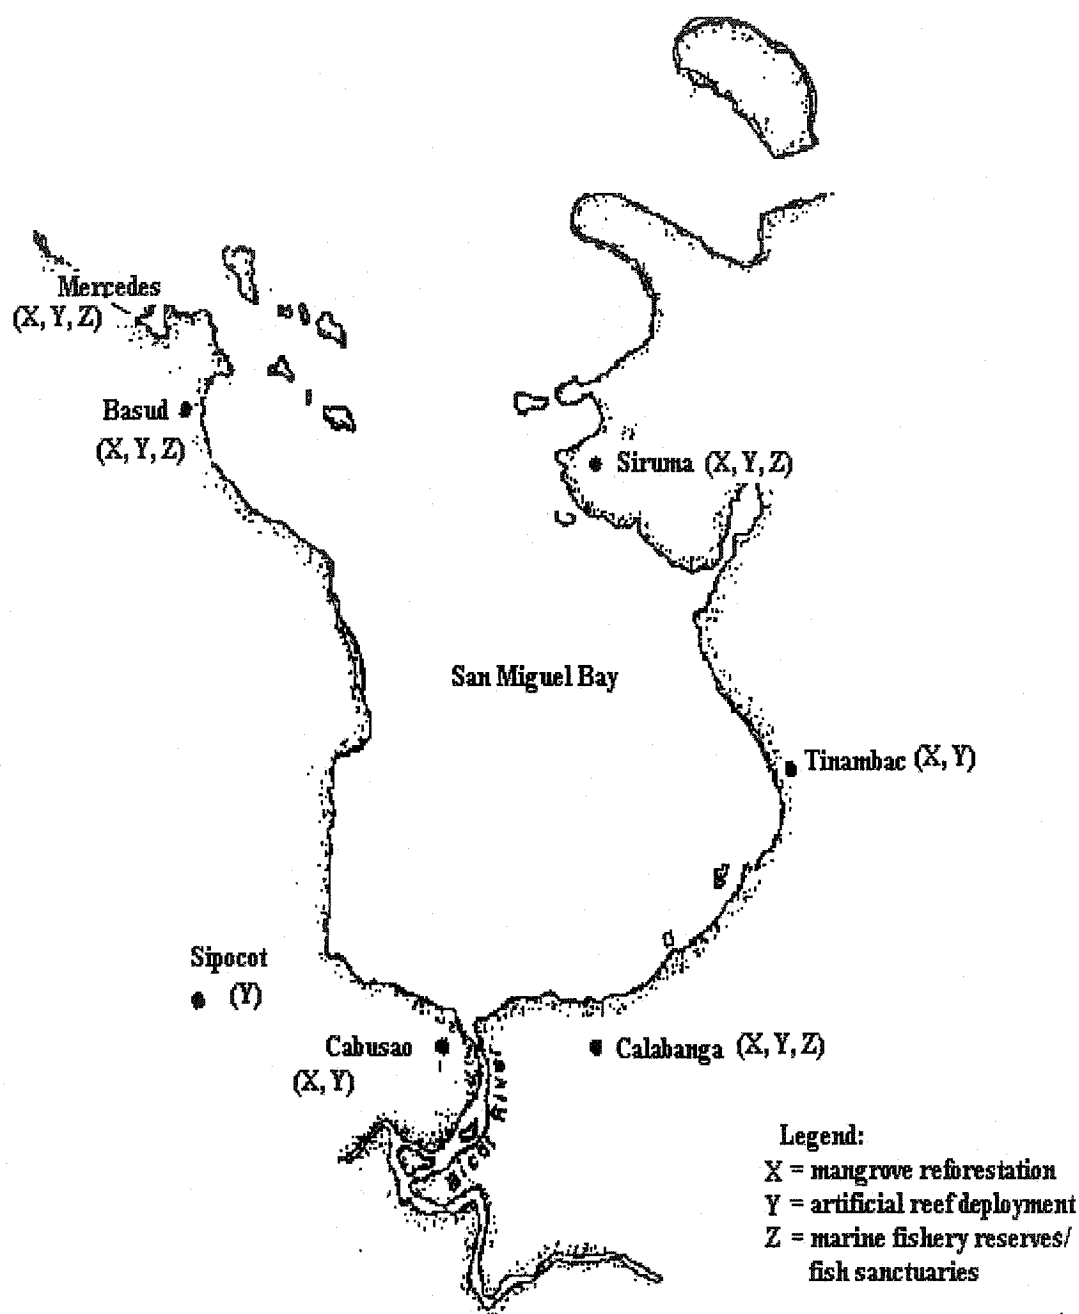 Mercedes
(X, Y, Z)
Basud
(X, Y, Z)
Siruma (X, Y, Z)
San Miguel Bay
Tinambac (X, Y)
Sipocot
(Y)
Cabusao
(X, Y)
Calabanga (X, Y, Z)
Bicol River
Legend:
X = mangrove reforestation
Y = artificial reef deployment
Z = marine fishery reserves/
fish sanctuaries